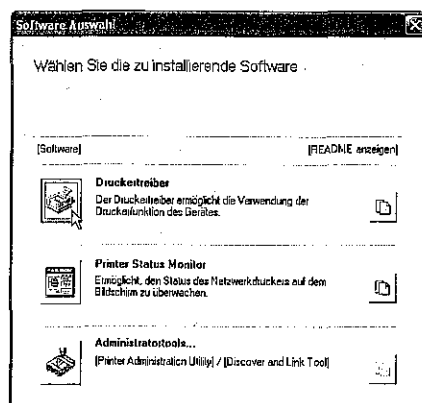 Software Auswahl
Wählen Sie die zu installierende Software
[Software] [README anzeigen]
Druckertreiber
Der Druckertreiber ermöglicht die Verwendung der
Druckerfunktion des Gerätes.
Printer Status Monitor
Ermöglicht, den Status des Netzwerkdruckers auf dem
Bildschirm zu überwachen.
Administratortools...
[Printer Administration Utility] / [Discover and Link Tool]